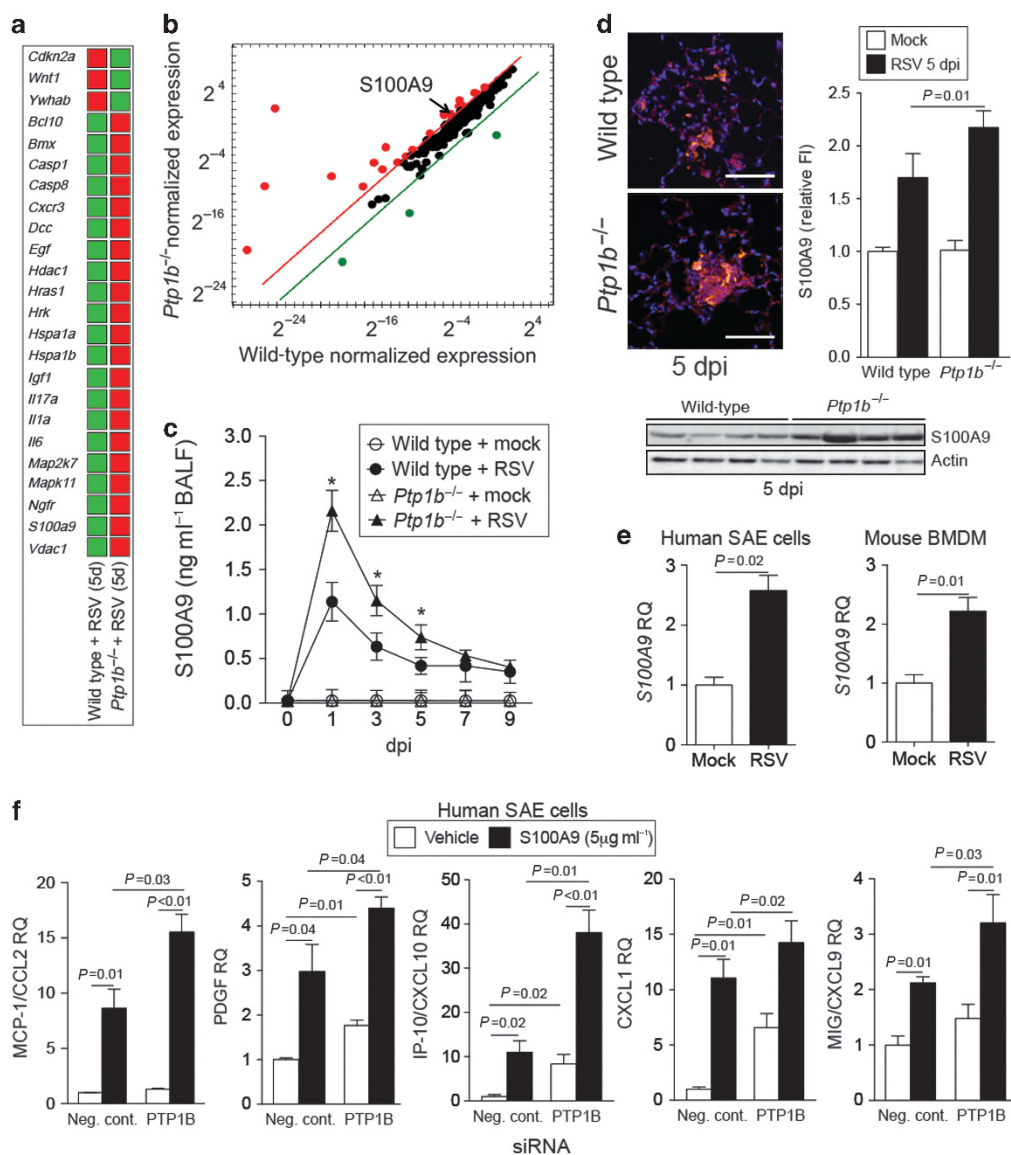 a
Cdkn2a
Wnt1
Ywhab
Bcl10
Bmx
Casp1
Casp8
Cxcr3
Dcc
Egf
Hdac1
Hras1
Hrk
Hspa1a
Hspa1b
Igf1
Il17a
Il1a
Il6
Map2k7
Mapk11
Ngfr
S100a9
Vdac1
Wild type + RSV (5d)
Ptp1b−/− + RSV (5d)
b
Ptp1b−/− normalized expression
2^4
2^−4
2^−16
2^−24
S100A9
2^−24 2^−16 2^−4 2^4
Wild-type normalized expression
c
S100A9 (ng ml−1 BALF)
3.0
2.5
2.0
1.5
1.0
0.5
0.0
Wild type + mock
Wild type + RSV
Ptp1b−/− + mock
Ptp1b−/− + RSV
*
*
*
0 1 3 5 7 9
dpi
d
Wild type
Ptp1b−/−
5 dpi
Mock
RSV 5 dpi
S100A9 (relative FI)
2.5
2.0
1.5
1.0
0.5
0.0
P=0.01
Wild type Ptp1b−/−
Wild-type Ptp1b−/−
S100A9
Actin
5 dpi
e
Human SAE cells
S100A9 RQ
3
2
1
0
P=0.02
Mock RSV
Mouse BMDM
S100A9 RQ
3
2
1
0
P=0.01
Mock RSV
f
Human SAE cells
Vehicle S100A9 (5µg ml−1)
MCP-1/CCL2 RQ
20
15
10
5
0
P=0.03
P<0.01
P=0.01
Neg. cont. PTP1B
PDGF RQ
5
4
3
2
1
0
P=0.04
P<0.01
P=0.01
P=0.04
Neg. cont. PTP1B
IP-10/CXCL10 RQ
50
40
30
20
10
0
P=0.01
P<0.01
P=0.02
P=0.02
Neg. cont. PTP1B
CXCL1 RQ
20
15
10
5
0
P=0.02
P=0.01
P=0.01
Neg. cont. PTP1B
MIG/CXCL9 RQ
4
3
2
1
0
P=0.03
P=0.01
P=0.01
Neg. cont. PTP1B
siRNA